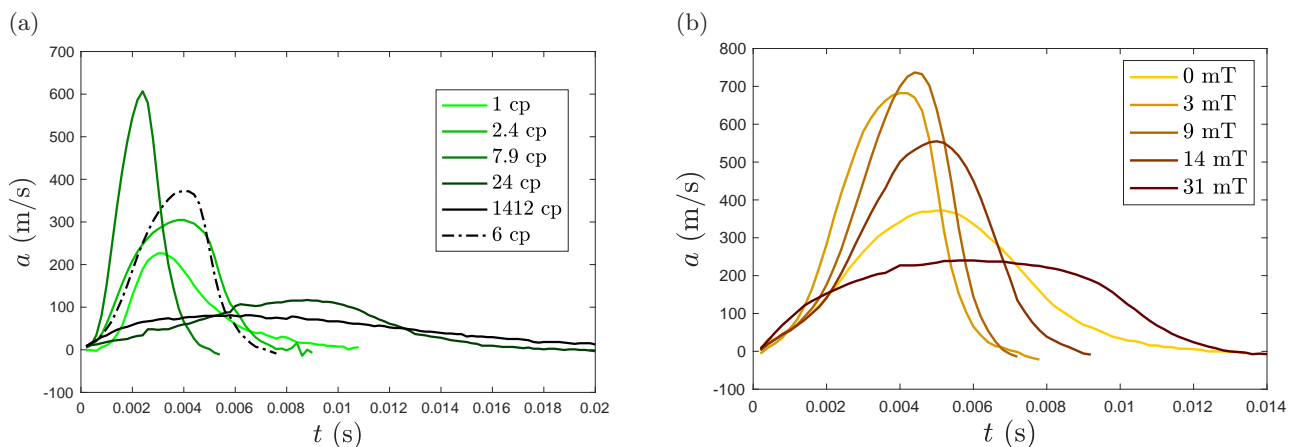 (a)
700
600
500
400
300
200
100
0
-100
a (m/s)
1 cp
2.4 cp
7.9 cp
24 cp
1412 cp
6 cp
0 0.002 0.004 0.006 0.008 0.01 0.012 0.014 0.016 0.018 0.02
t (s)
(b)
800
700
600
500
400
300
200
100
0
-100
a (m/s)
0 mT
3 mT
9 mT
14 mT
31 mT
0 0.002 0.004 0.006 0.008 0.01 0.012 0.014
t (s)